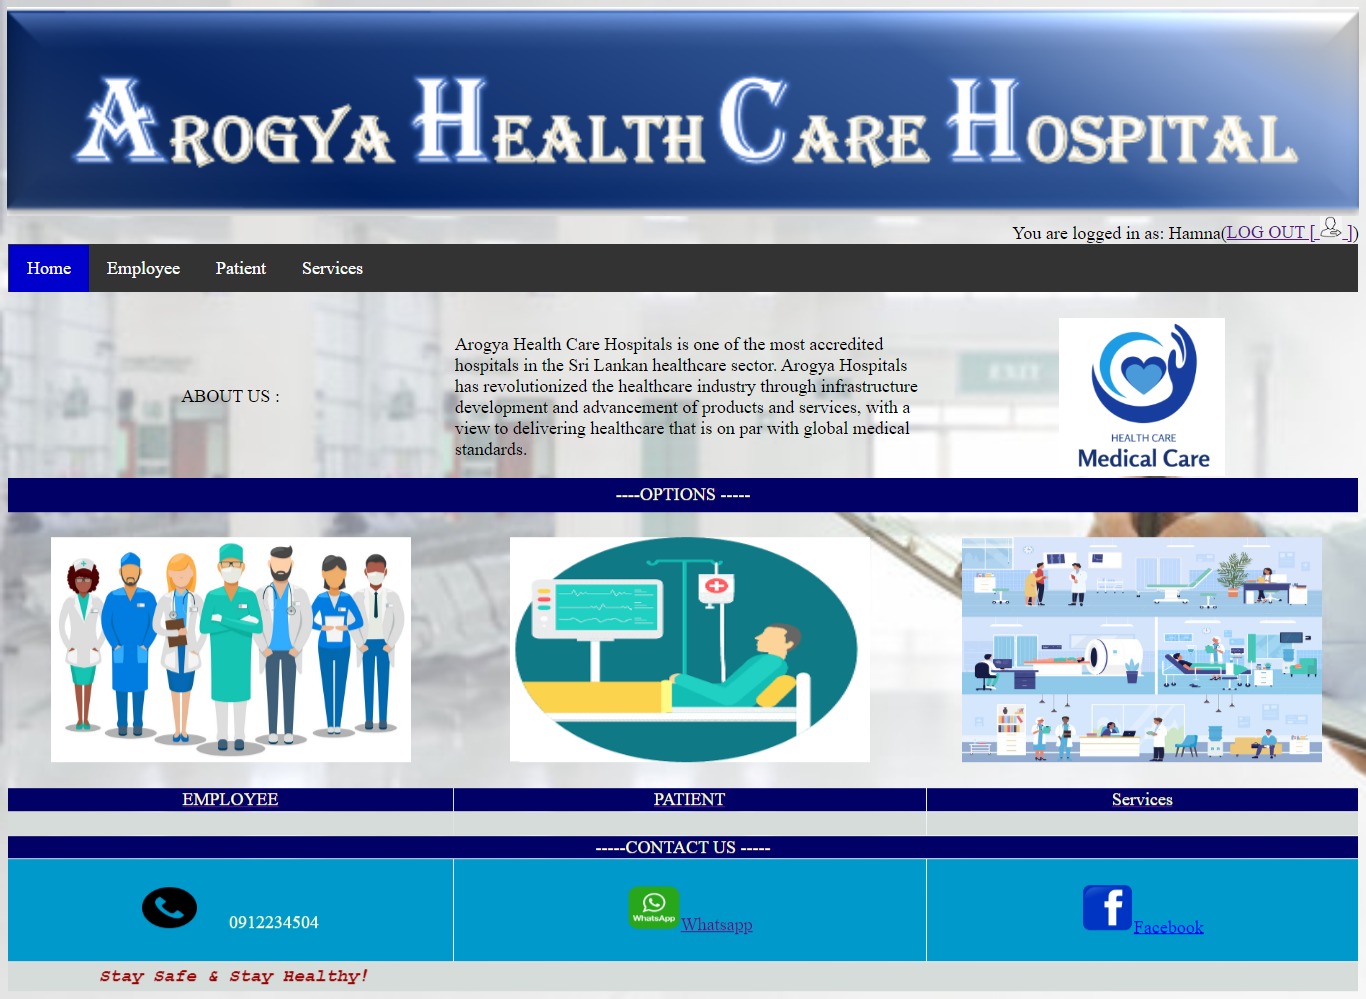 AROGYA HEALTH CARE HOSPITAL
You are logged in as: Hamna(LOG OUT [ ])
Home Employee Patient Services
ABOUT US :
Arogya Health Care Hospitals is one of the most accredited
hospitals in the Sri Lankan healthcare sector. Arogya Hospitals
has revolutionized the healthcare industry through infrastructure
development and advancement of products and services, with a
view to delivering healthcare that is on par with global medical
standards.
EXIT
HEALTH CARE
Medical Care
----OPTIONS -----
EMPLOYEE PATIENT Services
-----CONTACT US -----
0912234504
WhatsApp
Whatsapp
Facebook
Stay Safe & Stay Healthy!